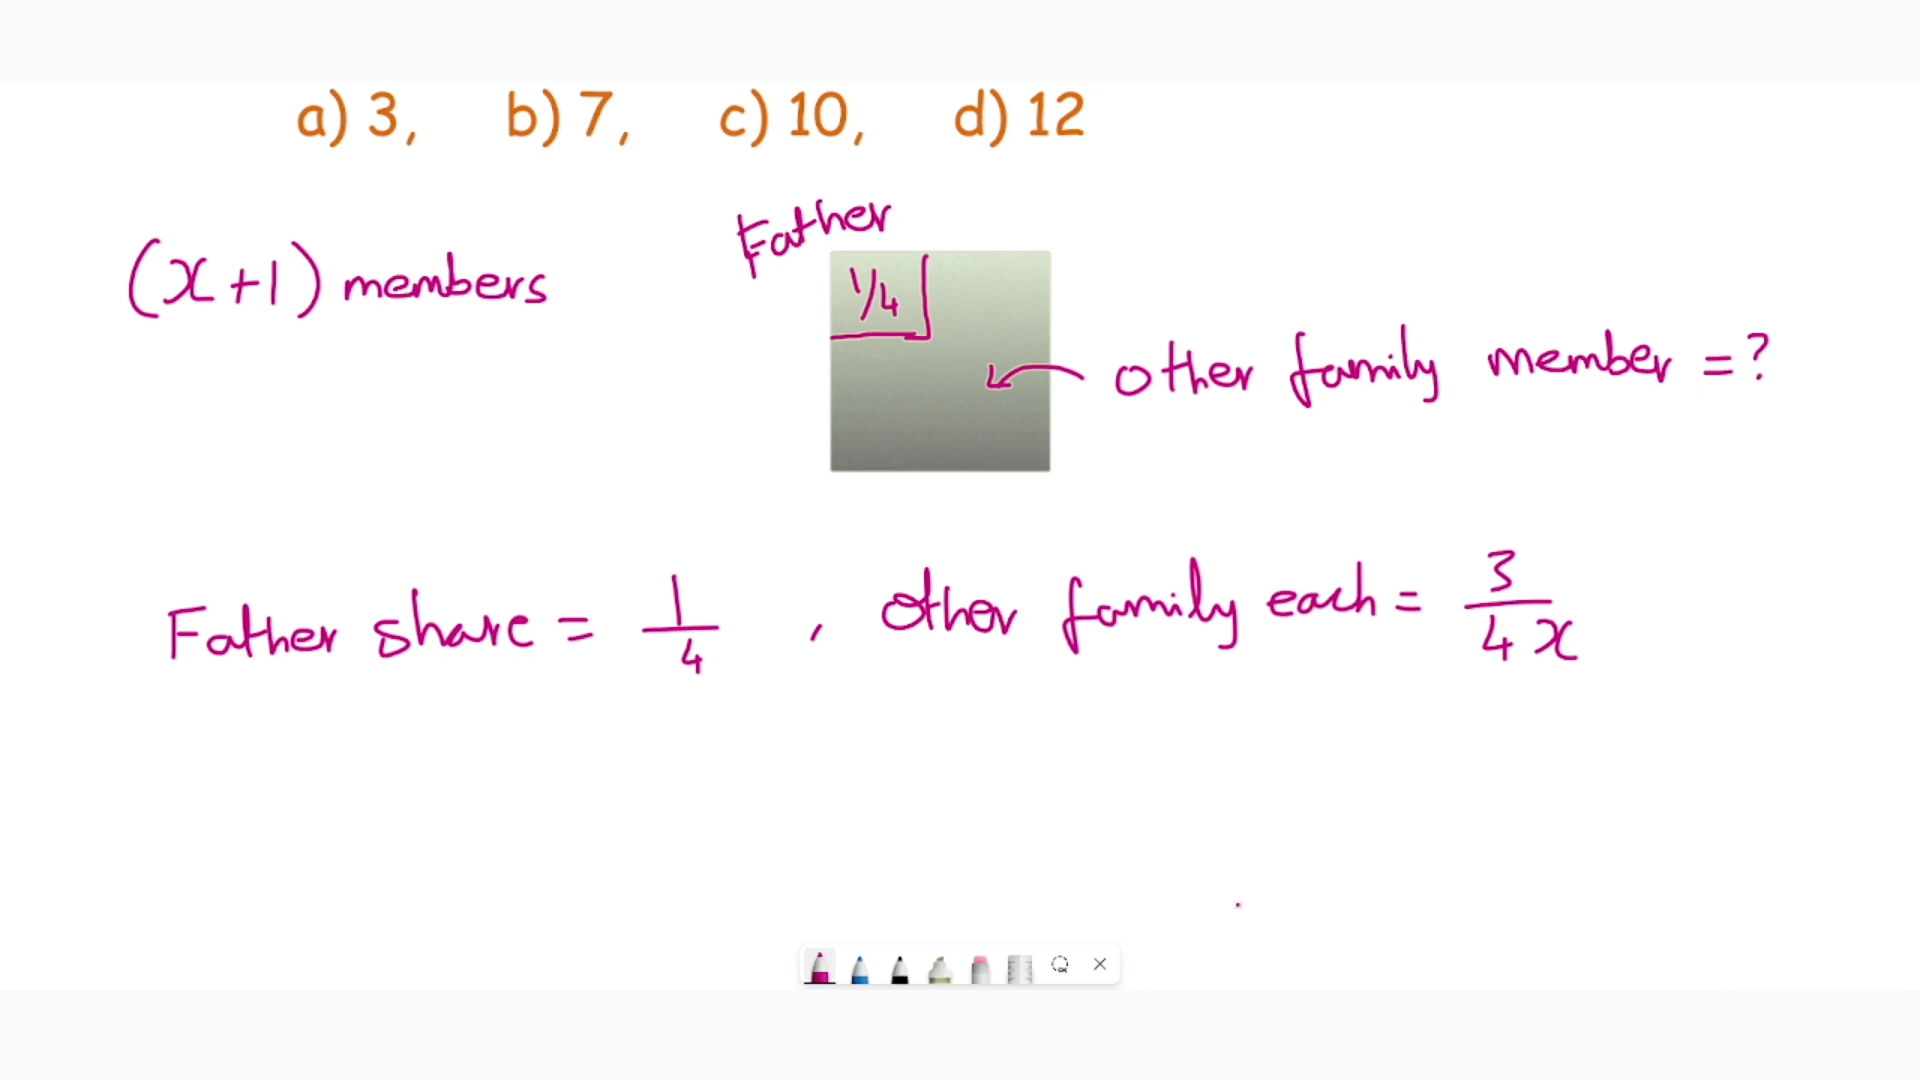 a) 3, b) 7, c) 10, d) 12
Father
(x+1) members
1/4
other family member = ?
Father share = 1/4 , other family each = 3/4x